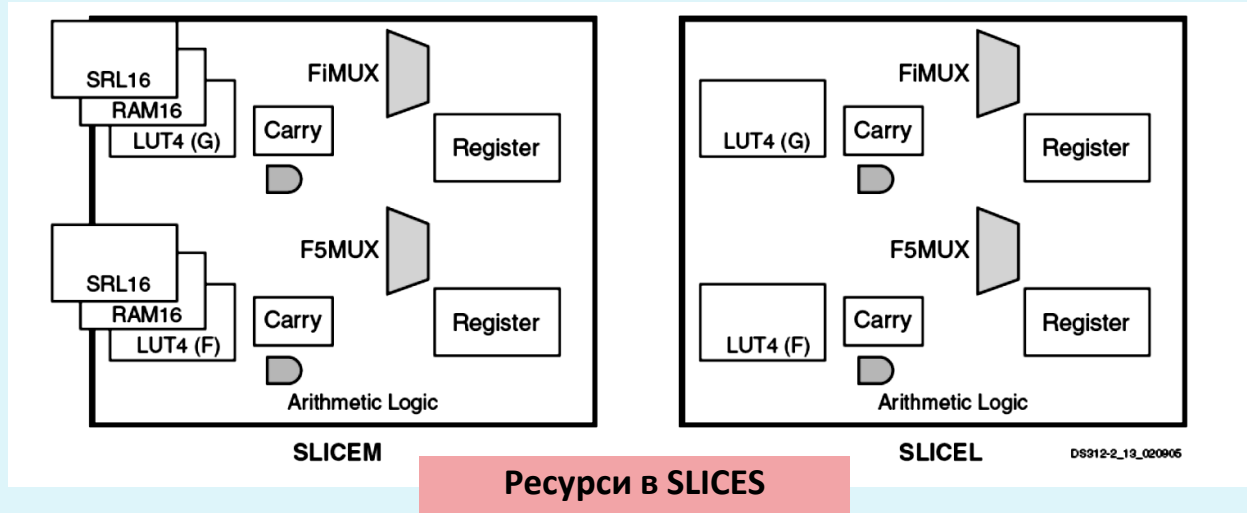 SRL16
RAM16
LUT4 (G)
Carry
FiMUX
Register
SRL16
RAM16
LUT4 (F)
Carry
F5MUX
Register
Arithmetic Logic
SLICEM
FiMUX
LUT4 (G)
Carry
Register
F5MUX
LUT4 (F)
Carry
Register
Arithmetic Logic
SLICEL
DS312-2_13_020905
Ресурси в SLICES